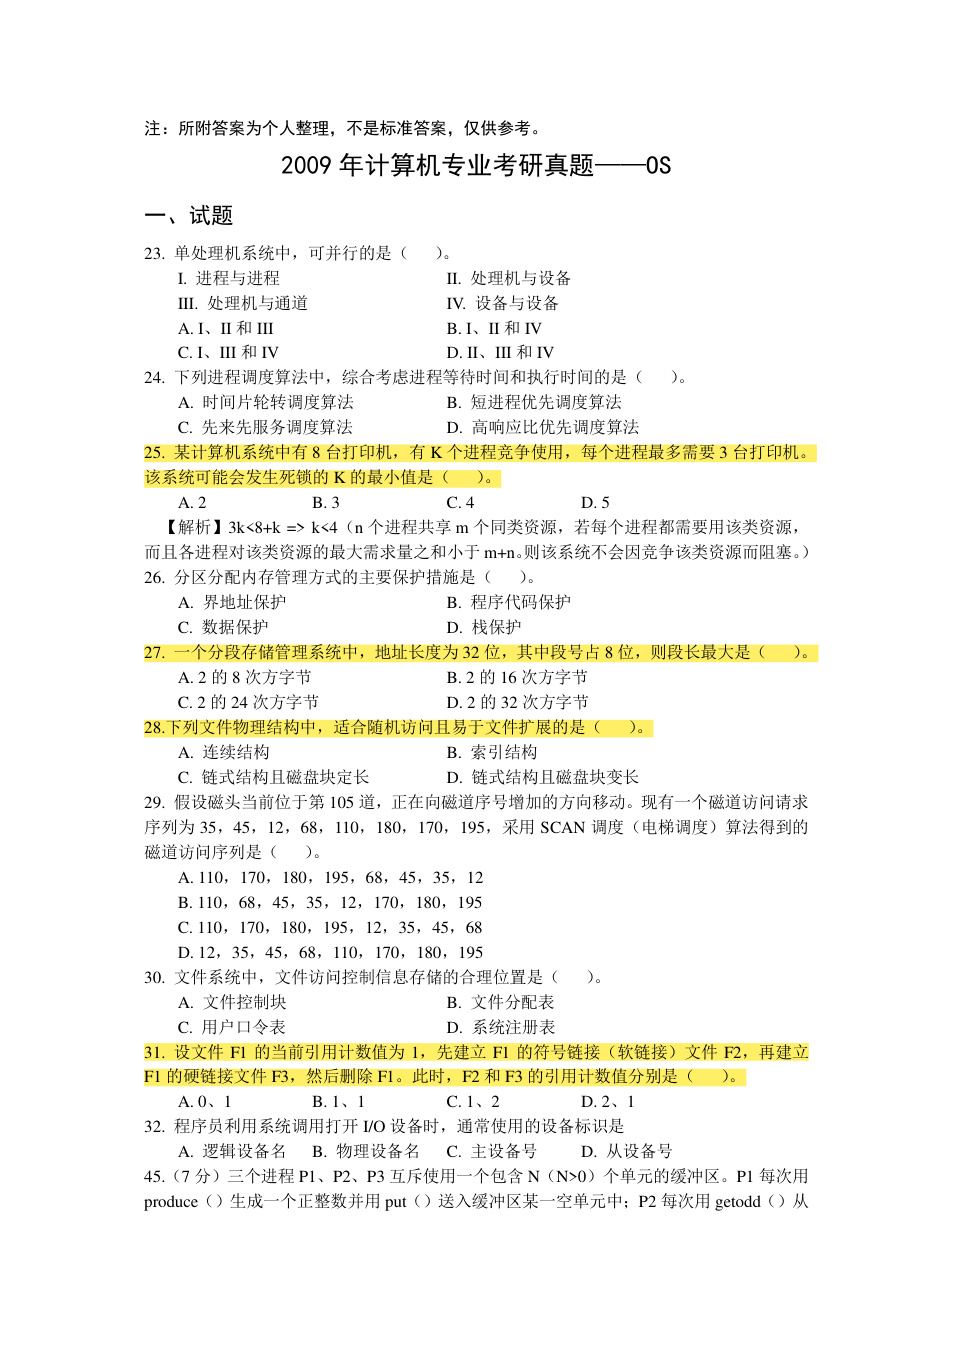 注：所附答案为个人整理，不是标准答案，仅供参考。
2009 年计算机专业考研真题——OS
一、试题
23. 单处理机系统中，可并行的是（ ）。
I. 进程与进程 II. 处理机与设备
III. 处理机与通道 IV. 设备与设备
A. I、II 和 III B. I、II 和 IV
C. I、III 和 IV D. II、III 和 IV
24. 下列进程调度算法中，综合考虑进程等待时间和执行时间的是（ ）。
A. 时间片轮转调度算法 B. 短进程优先调度算法
C. 先来先服务调度算法 D. 高响应比优先调度算法
25. 某计算机系统中有 8 台打印机，有 K 个进程竞争使用，每个进程最多需要 3 台打印机。
该系统可能会发生死锁的 K 的最小值是（ ）。
A. 2 B. 3 C. 4 D. 5
【解析】3k<8+k => k<4（n 个进程共享 m 个同类资源，若每个进程都需要用该类资源，
而且各进程对该类资源的最大需求量之和小于 m+n。则该系统不会因竞争该类资源而阻塞。）
26. 分区分配内存管理方式的主要保护措施是（ ）。
A. 界地址保护 B. 程序代码保护
C. 数据保护 D. 栈保护
27. 一个分段存储管理系统中，地址长度为 32 位，其中段号占 8 位，则段长最大是（ ）。
A. 2 的 8 次方字节 B. 2 的 16 次方字节
C. 2 的 24 次方字节 D. 2 的 32 次方字节
28.下列文件物理结构中，适合随机访问且易于文件扩展的是（ ）。
A. 连续结构 B. 索引结构
C. 链式结构且磁盘块定长 D. 链式结构且磁盘块变长
29. 假设磁头当前位于第 105 道，正在向磁道序号增加的方向移动。现有一个磁道访问请求
序列为 35，45，12，68，110，180，170，195，采用 SCAN 调度（电梯调度）算法得到的
磁道访问序列是（ ）。
A. 110，170，180，195，68，45，35，12
B. 110，68，45，35，12，170，180，195
C. 110，170，180，195，12，35，45，68
D. 12，35，45，68，110，170，180，195
30. 文件系统中，文件访问控制信息存储的合理位置是（ ）。
A. 文件控制块 B. 文件分配表
C. 用户口令表 D. 系统注册表
31. 设文件 F1 的当前引用计数值为 1，先建立 F1 的符号链接（软链接）文件 F2，再建立
F1 的硬链接文件 F3，然后删除 F1。此时，F2 和 F3 的引用计数值分别是（ ）。
A. 0、1 B. 1、1 C. 1、2 D. 2、1
32. 程序员利用系统调用打开 I/O 设备时，通常使用的设备标识是
A. 逻辑设备名 B. 物理设备名 C. 主设备号 D. 从设备号
45.（7 分）三个进程 P1、P2、P3 互斥使用一个包含 N（N>0）个单元的缓冲区。P1 每次用
produce（）生成一个正整数并用 put（）送入缓冲区某一空单元中；P2 每次用 getodd（）从